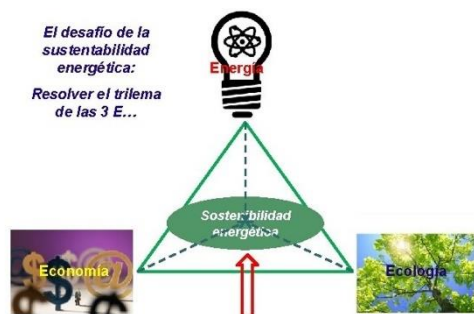 El desafío de la
sustentabilidad
energética:
Resolver el trilema
de las 3 E…
Energía
Sostenibilidad
energética
Economía
Ecología